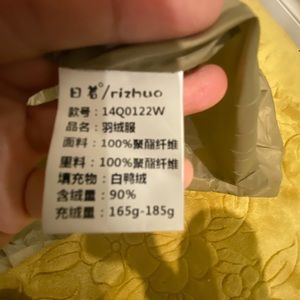 日着°/rizhuo
款号：14Q0122W
品名：羽绒服
面料：100%聚酯纤维
里料：100%聚酯纤维
填充物：白鸭绒
含绒量：90%
充绒量：165g-185g